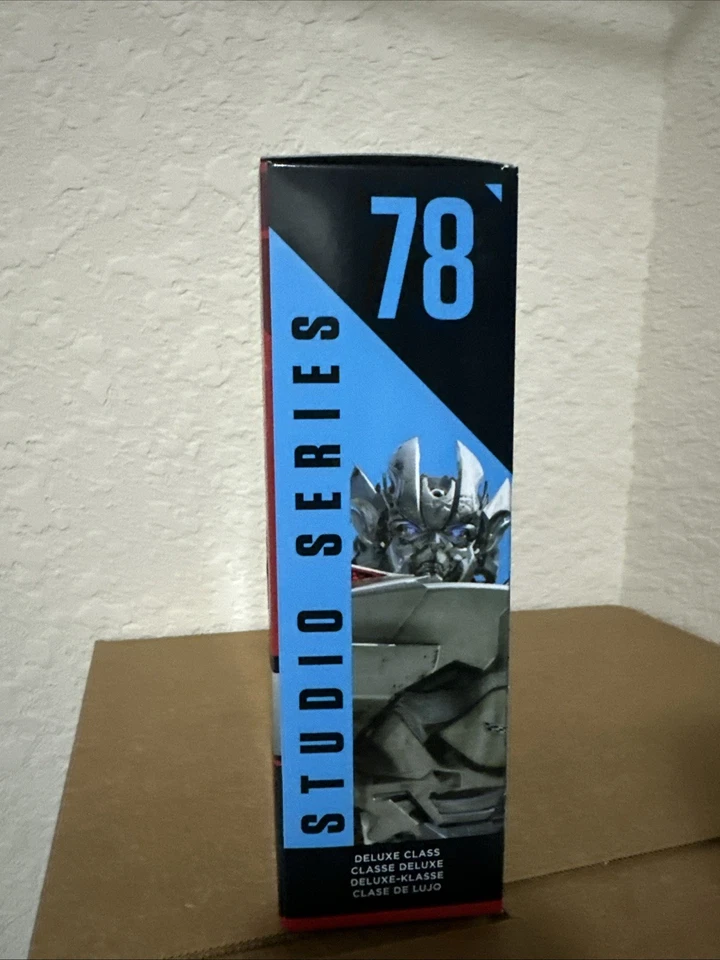 78
STUDIO SERIES
DELUXE CLASS
CLASSE DELUXE
DELUXE-KLASSE
CLASE DE LUJO